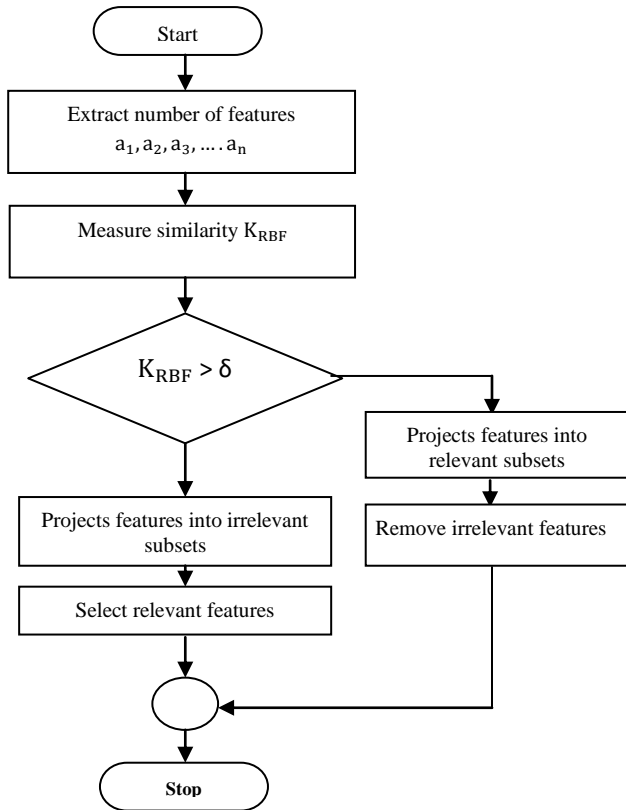 Start
Extract number of features
a₁, a₂, a₃, … . aₙ
Measure similarity K_RBF
K_RBF > δ
Projects features into
relevant subsets
Projects features into irrelevant
subsets
Remove irrelevant features
Select relevant features
Stop